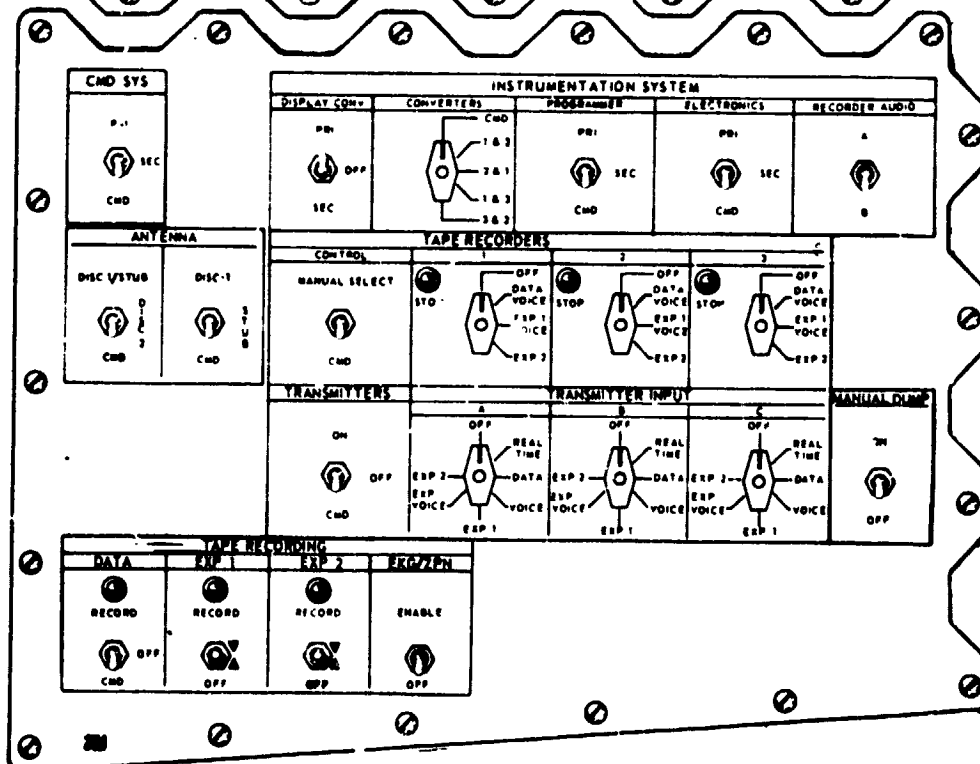 CMD SYS
SEC
CMD
INSTRUMENTATION SYSTEM
DISPLAY CONV
CONVERTERS
PROGRAMMER
ELECTRONICS
RECORDER AUDIO
PRI
OFF
SEC
CMD
1 & 3
2 & 1
3 & 2
PRI
SEC
CMD
PRI
SEC
CMD
A
B
ANTENNA
DISC 1/STUB
DISC 2
CMD
DISC-1
STUB
CMD
TAPE RECORDERS
CONTROL
1
2
3
MANUAL SELECT
CMD
OFF
DATA
VOICE
EXP 2
STOP
OFF
DATA
VOICE
EXP 1
VOICE
EXP 2
OFF
DATA
VOICE
EXP 1
VOICE
EXP 2
TRANSMITTERS
ON
OFF
CMD
TRANSMITTER INPUT
A
B
C
OFF
REAL
TIME
DATA
VOICE
EXP 1
EXP
VOICE
EXP 2
OFF
REAL
TIME
DATA
VOICE
EXP 1
EXP
VOICE
EXP 2
OFF
REAL
TIME
DATA
VOICE
EXP 1
EXP
VOICE
EXP 2
MANUAL DUMP
OFF
TAPE RECORDING
DATA
EXP 1
EXP 2
EKG/ZPN
RECORD
OFF
CMD
RECORD
OFF
RECORD
OFF
ENABLE
OFF